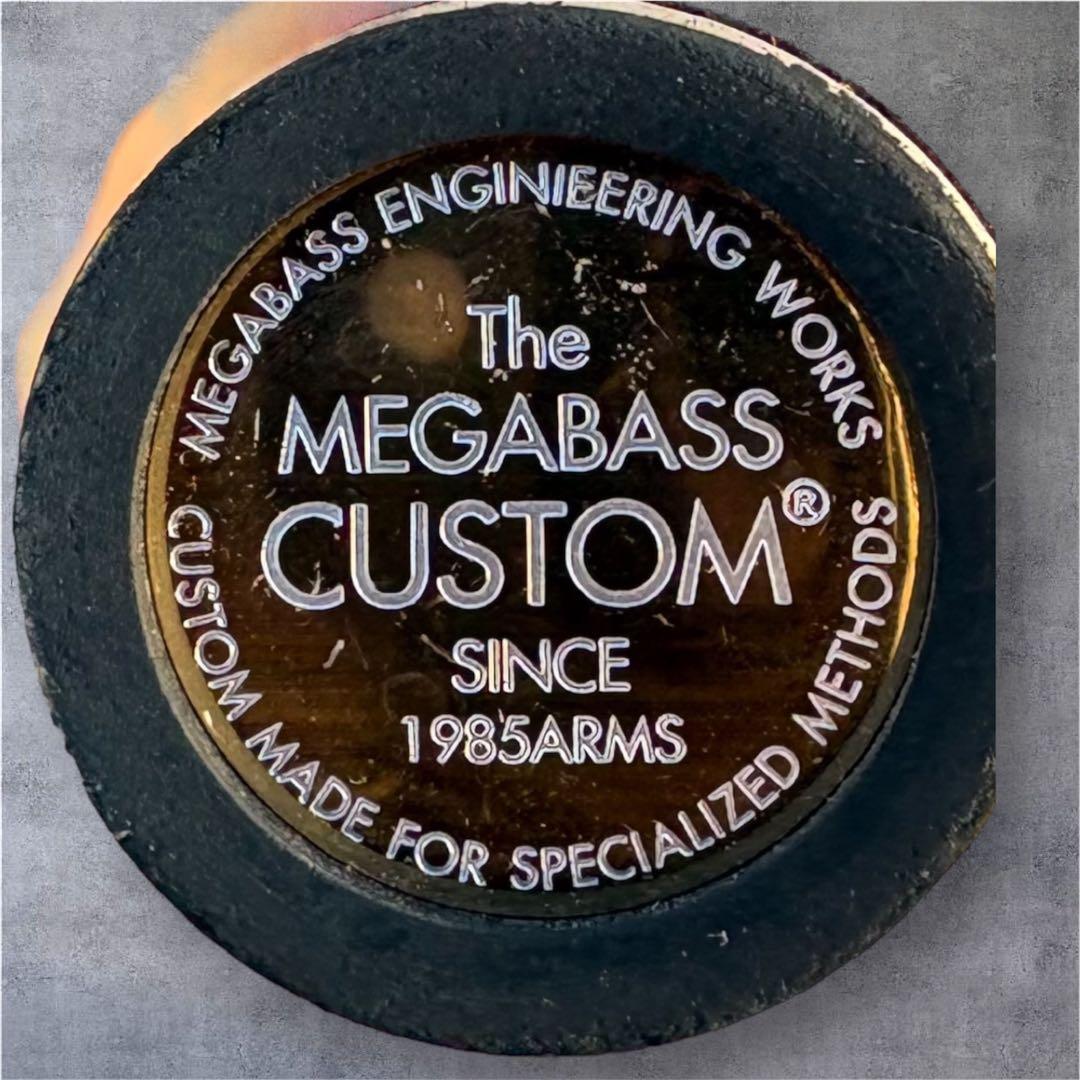 MEGABASS ENGINIEERING WORKS
The
MEGABASS
CUSTOM®
SINCE
1985ARMS
CUSTOM MADE FOR SPECIALIZED METHODS